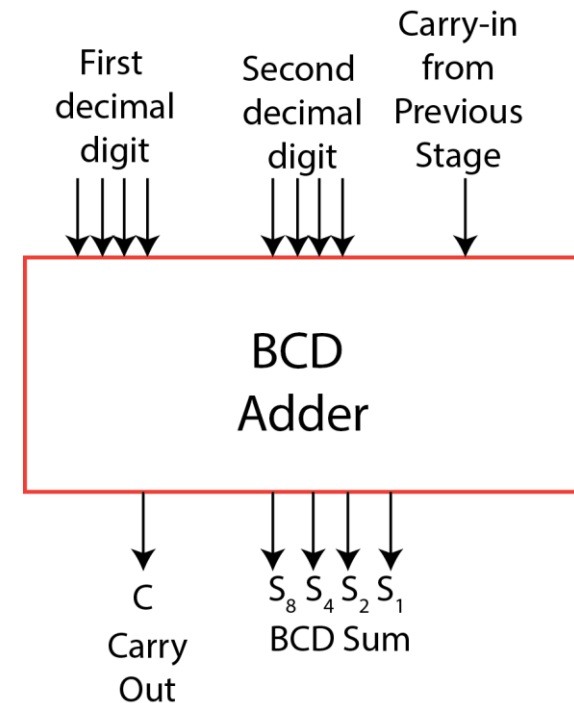 First
decimal
digit
Second
decimal
digit
Carry-in
from
Previous
Stage
BCD
Adder
C
Carry
Out
S₈ S₄ S₂ S₁
BCD Sum